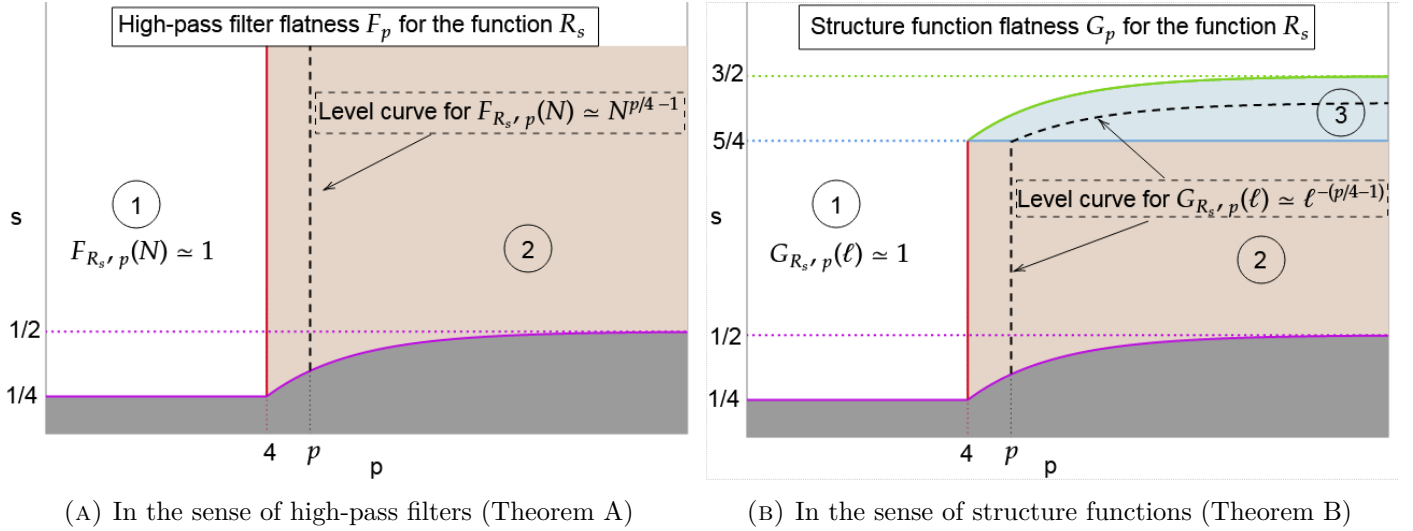 High-pass filter flatness F_p for the function R_s
Level curve for F_{R_s, p}(N) ≃ N^{p/4 −1}
1
s
F_{R_s, p}(N) ≃ 1
2
1/2
1/4
4
p
p
(A) In the sense of high-pass filters (Theorem A)
Structure function flatness G_p for the function R_s
3/2
3
5/4
Level curve for G_{R_s, p}(ℓ) ≃ ℓ^{−(p/4−1)}
1
s
G_{R_s, p}(ℓ) ≃ 1
2
1/2
1/4
4
p
p
(B) In the sense of structure functions (Theorem B)